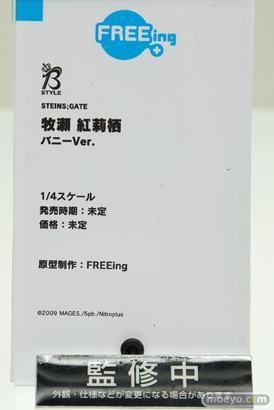 FREEing
B
STYLE
STEINS;GATE
牧瀬 紅莉栖
バニーVer.
1/4スケール
発売時期：未定
価格：未定
原型制作：FREEing
©2009 MAGES./5pb./Nitroplus
監修中
外観・仕様などが変更になる場合があります。
moeyo.com